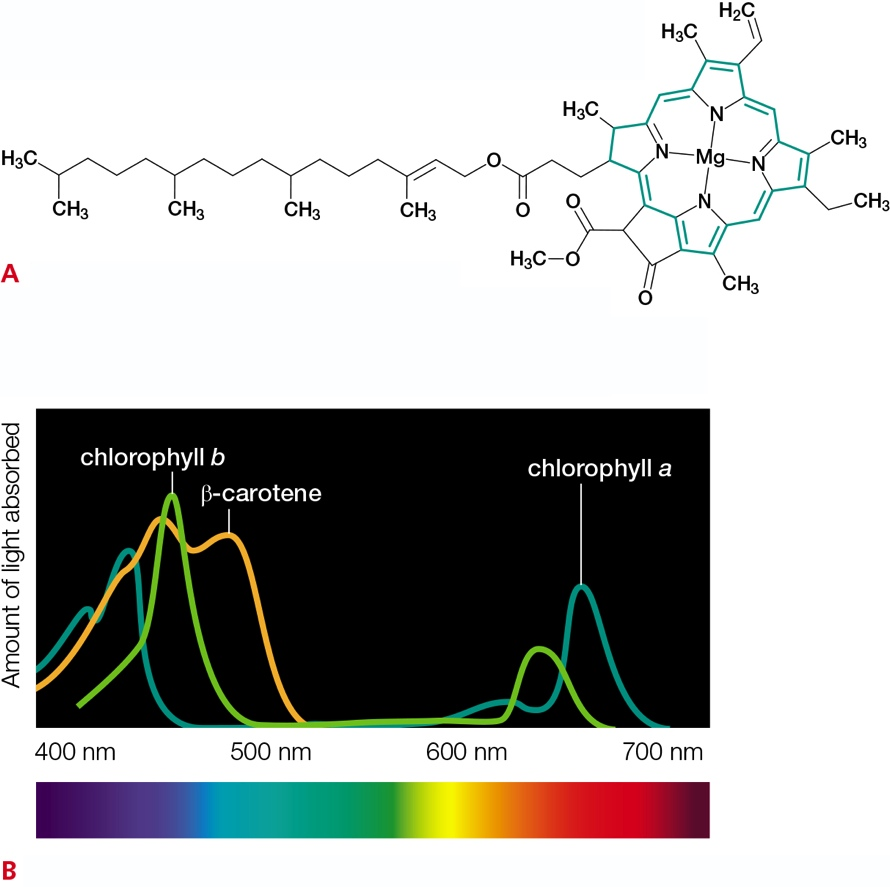 H₂C
H₃C
H₃C
N
CH₃
H₃C
N
Mg
N
O
CH₃
N
CH₃
CH₃
CH₃
CH₃
O
O
H₃C
O
CH₃
O
A
Amount of light absorbed
chlorophyll b
β-carotene
chlorophyll a
400 nm
500 nm
600 nm
700 nm
B